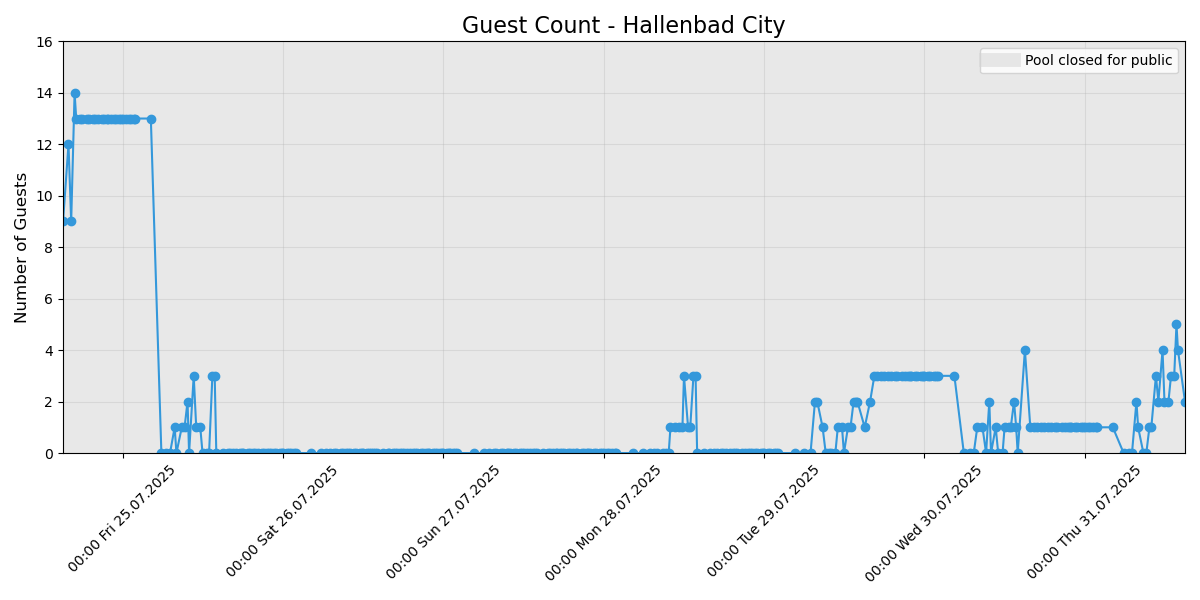 Guest Count - Hallenbad City
Pool closed for public
Number of Guests
16
14
12
10
8
6
4
2
0
00:00 Fri 25.07.2025
00:00 Sat 26.07.2025
00:00 Sun 27.07.2025
00:00 Mon 28.07.2025
00:00 Tue 29.07.2025
00:00 Wed 30.07.2025
00:00 Thu 31.07.2025